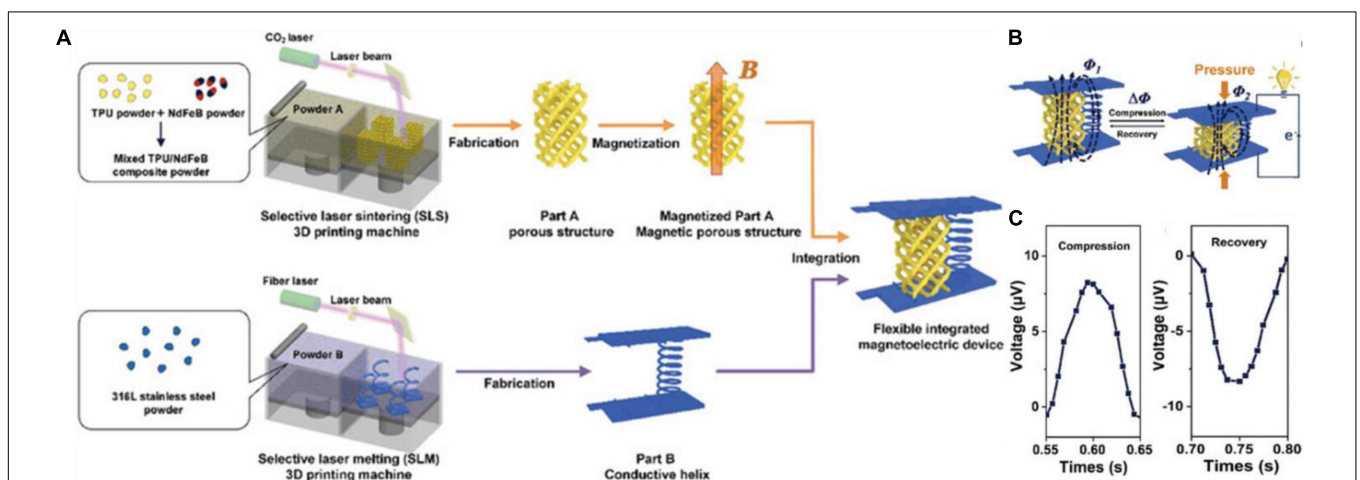 A
CO2 laser
Laser beam
TPU powder + NdFeB powder
Mixed TPU/NdFeB
composite powder
Powder A
Selective laser sintering (SLS)
3D printing machine
Fabrication
Part A
porous structure
Magnetization
B
Magnetized Part A
Magnetic porous structure
Fiber laser
Laser beam
316L stainless steel
powder
Powder B
Selective laser melting (SLM)
3D printing machine
Fabrication
Part B
Conductive helix
Integration
Flexible integrated
magnetoelectric device
B
Φ1
ΔΦ
Compression
Recovery
Pressure
Φ2
e-
C
Compression
Voltage (μV)
10
5
0
0.55 0.60 0.65
Times (s)
Recovery
Voltage (μV)
0
-5
-10
0.70 0.75 0.80
Times (s)